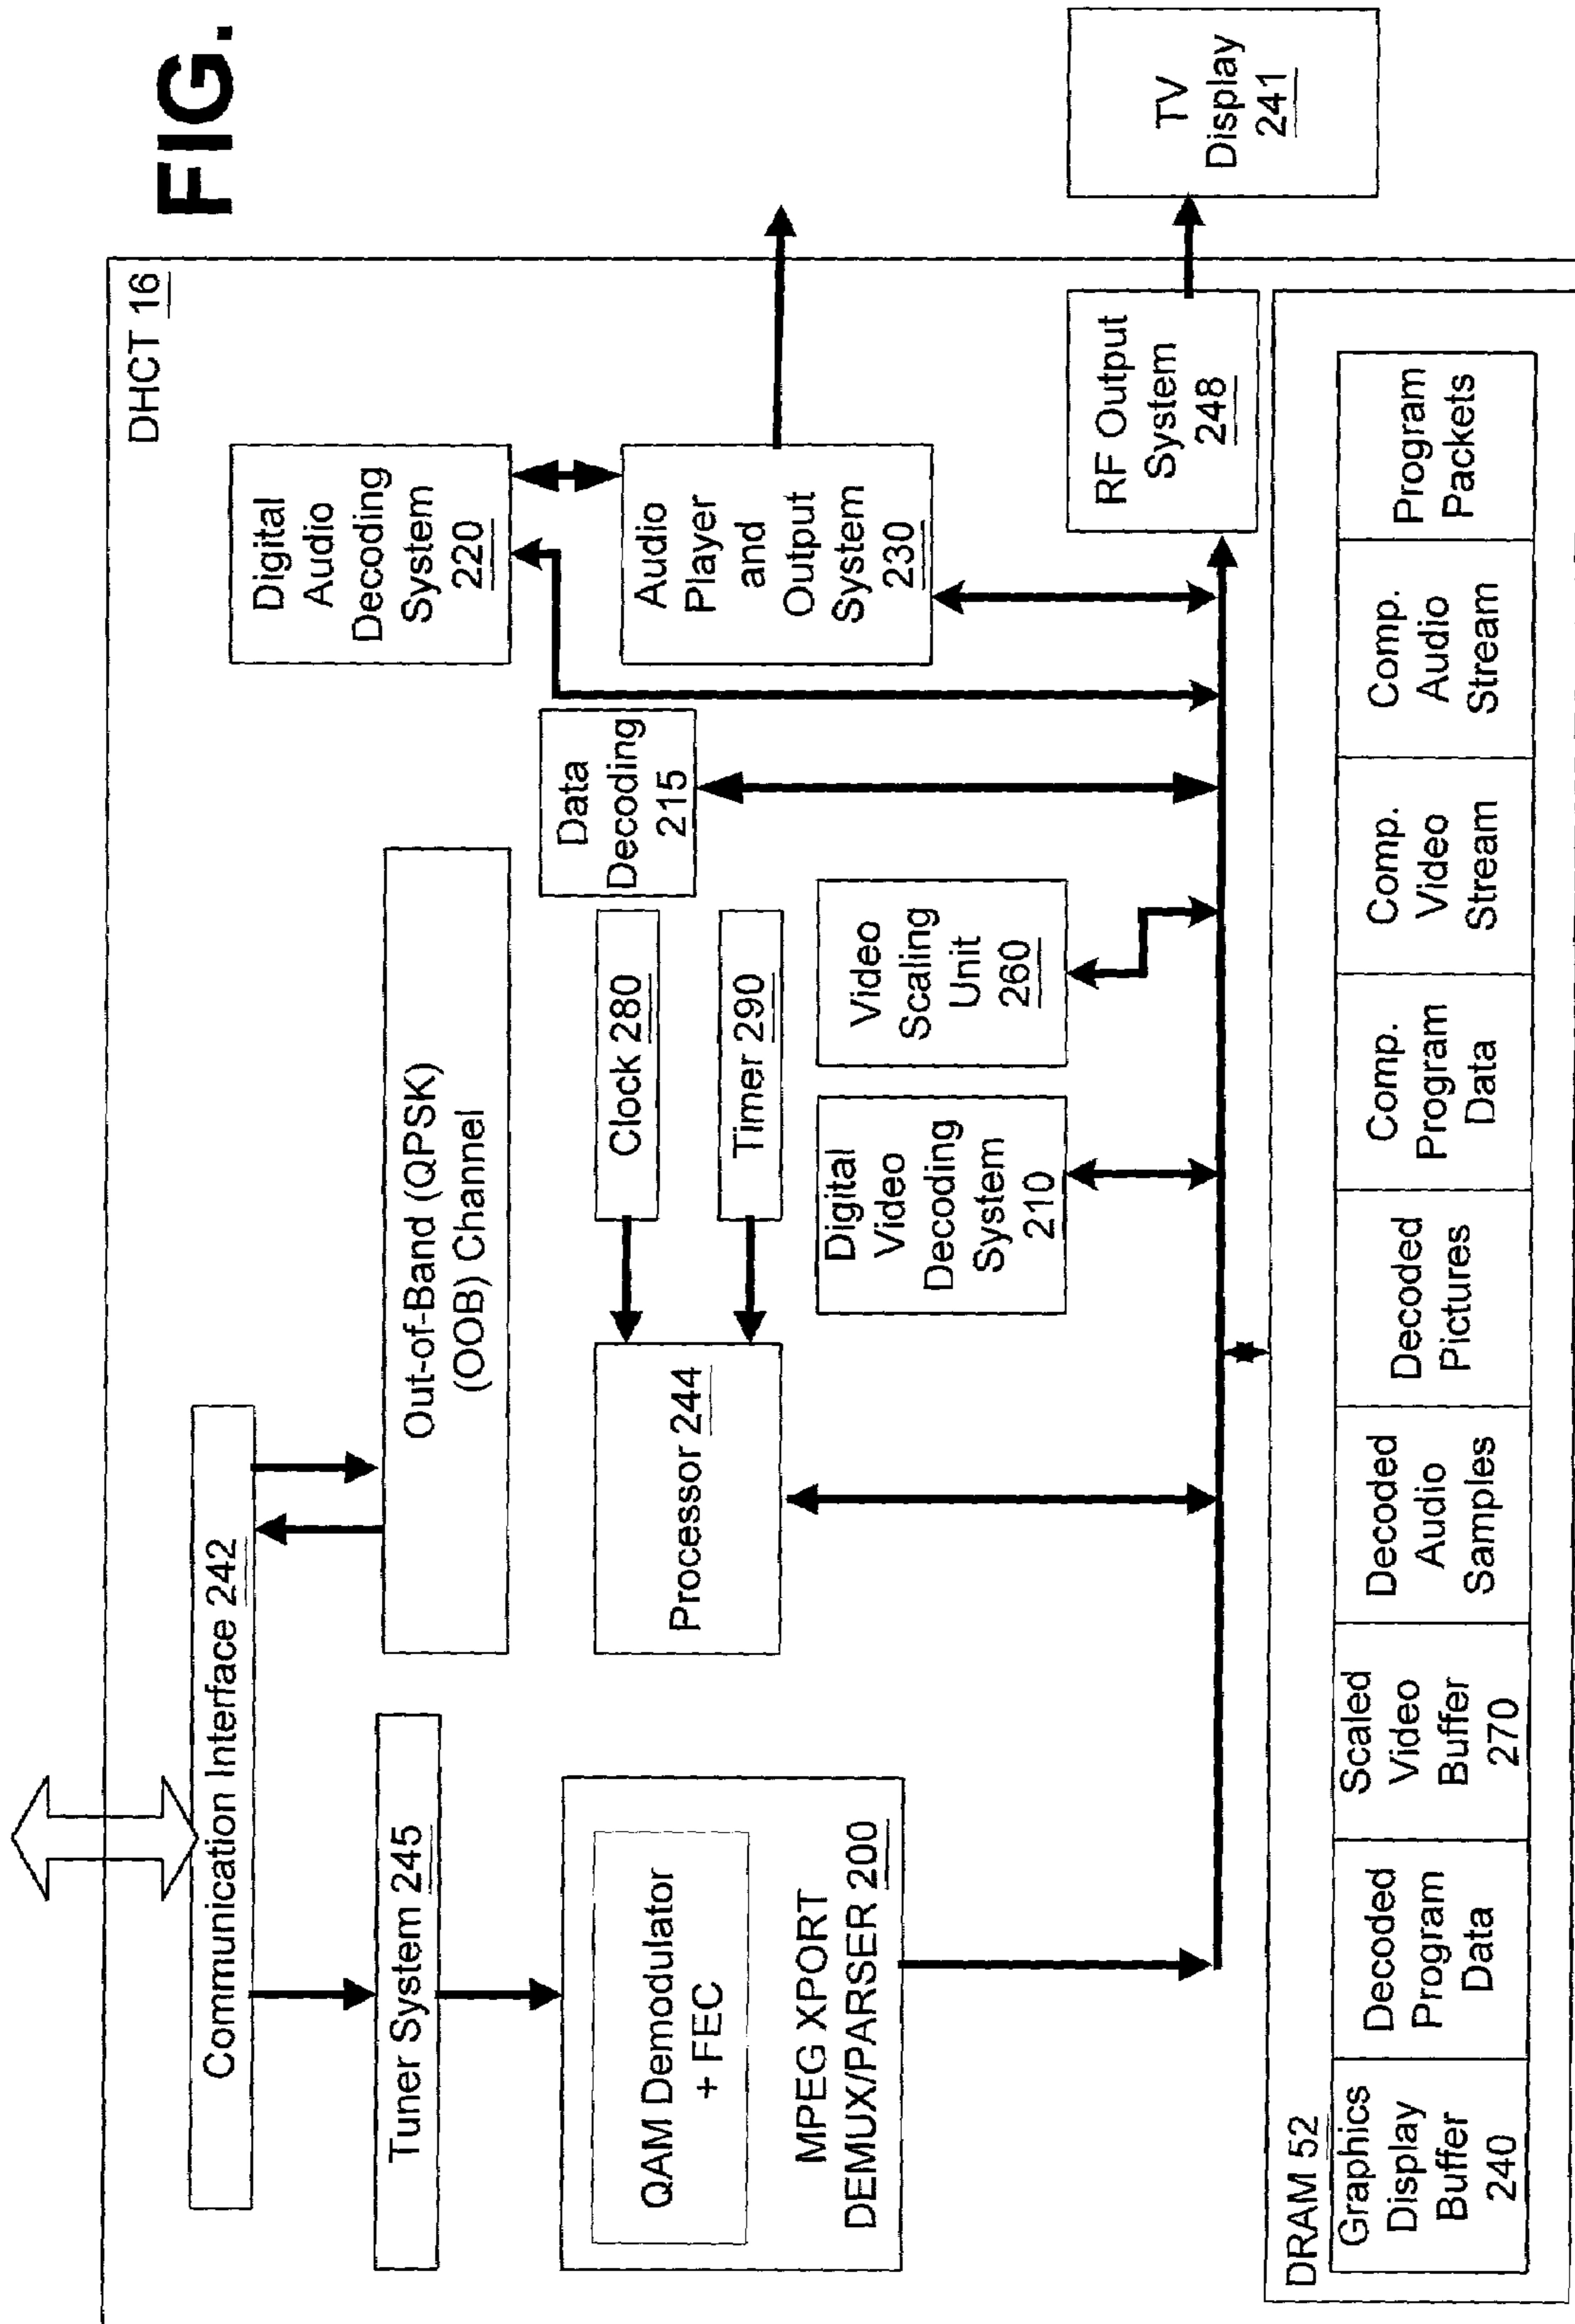 FIG.
DHCT 16
Communication Interface 242
Tuner System 245
QAM Demodulator
+ FEC
MPEG XPORT
DEMUX/PARSER 200
Out-of-Band (QPSK)
(OOB) Channel
Processor 244
Clock 280
Timer 290
Digital
Video
Decoding
System
210
Video
Scaling
Unit
260
Data
Decoding
215
Digital
Audio
Decoding
System
220
Audio
Player
and
Output
System
230
RF Output
System
248
TV
Display
241
DRAM 52
Graphics
Display
Buffer
240
Decoded
Program
Data
Scaled
Video
Buffer
270
Decoded
Audio
Samples
Decoded
Pictures
Comp.
Program
Data
Comp.
Video
Stream
Comp.
Audio
Stream
Program
Packets